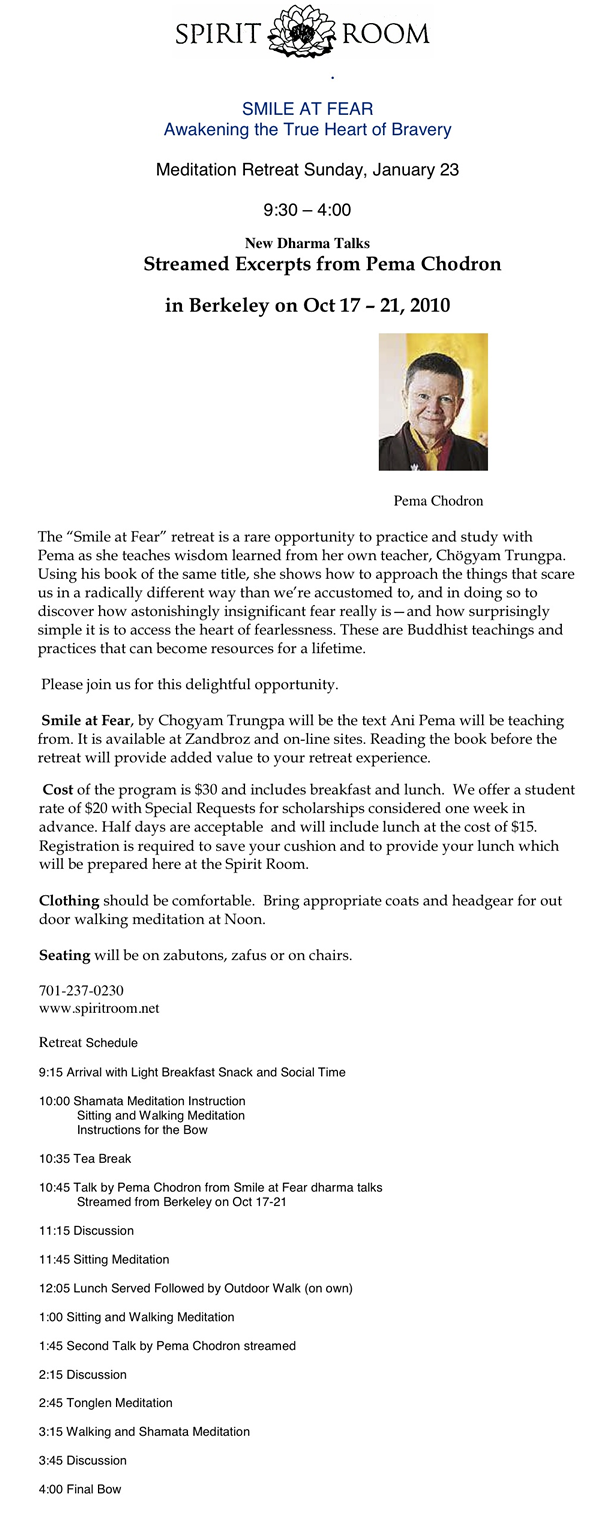 SPIRIT ROOM
.
SMILE AT FEAR
Awakening the True Heart of Bravery
Meditation Retreat Sunday, January 23
9:30 – 4:00
New Dharma Talks
Streamed Excerpts from Pema Chodron
in Berkeley on Oct 17 – 21, 2010
Pema Chodron
The “Smile at Fear” retreat is a rare opportunity to practice and study with
Pema as she teaches wisdom learned from her own teacher, Chögyam Trungpa.
Using his book of the same title, she shows how to approach the things that scare
us in a radically different way than we’re accustomed to, and in doing so to
discover how astonishingly insignificant fear really is—and how surprisingly
simple it is to access the heart of fearlessness. These are Buddhist teachings and
practices that can become resources for a lifetime.
Please join us for this delightful opportunity.
Smile at Fear, by Chogyam Trungpa will be the text Ani Pema will be teaching
from. It is available at Zandbroz and on-line sites. Reading the book before the
retreat will provide added value to your retreat experience.
Cost of the program is $30 and includes breakfast and lunch.  We offer a student
rate of $20 with Special Requests for scholarships considered one week in
advance. Half days are acceptable  and will include lunch at the cost of $15.
Registration is required to save your cushion and to provide your lunch which
will be prepared here at the Spirit Room.
Clothing should be comfortable.  Bring appropriate coats and headgear for out
door walking meditation at Noon.
Seating will be on zabutons, zafus or on chairs.
701-237-0230
www.spiritroom.net
Retreat Schedule
9:15 Arrival with Light Breakfast Snack and Social Time
10:00 Shamata Meditation Instruction
Sitting and Walking Meditation
Instructions for the Bow
10:35 Tea Break
10:45 Talk by Pema Chodron from Smile at Fear dharma talks
Streamed from Berkeley on Oct 17-21
11:15 Discussion
11:45 Sitting Meditation
12:05 Lunch Served Followed by Outdoor Walk (on own)
1:00 Sitting and Walking Meditation
1:45 Second Talk by Pema Chodron streamed
2:15 Discussion
2:45 Tonglen Meditation
3:15 Walking and Shamata Meditation
3:45 Discussion
4:00 Final Bow